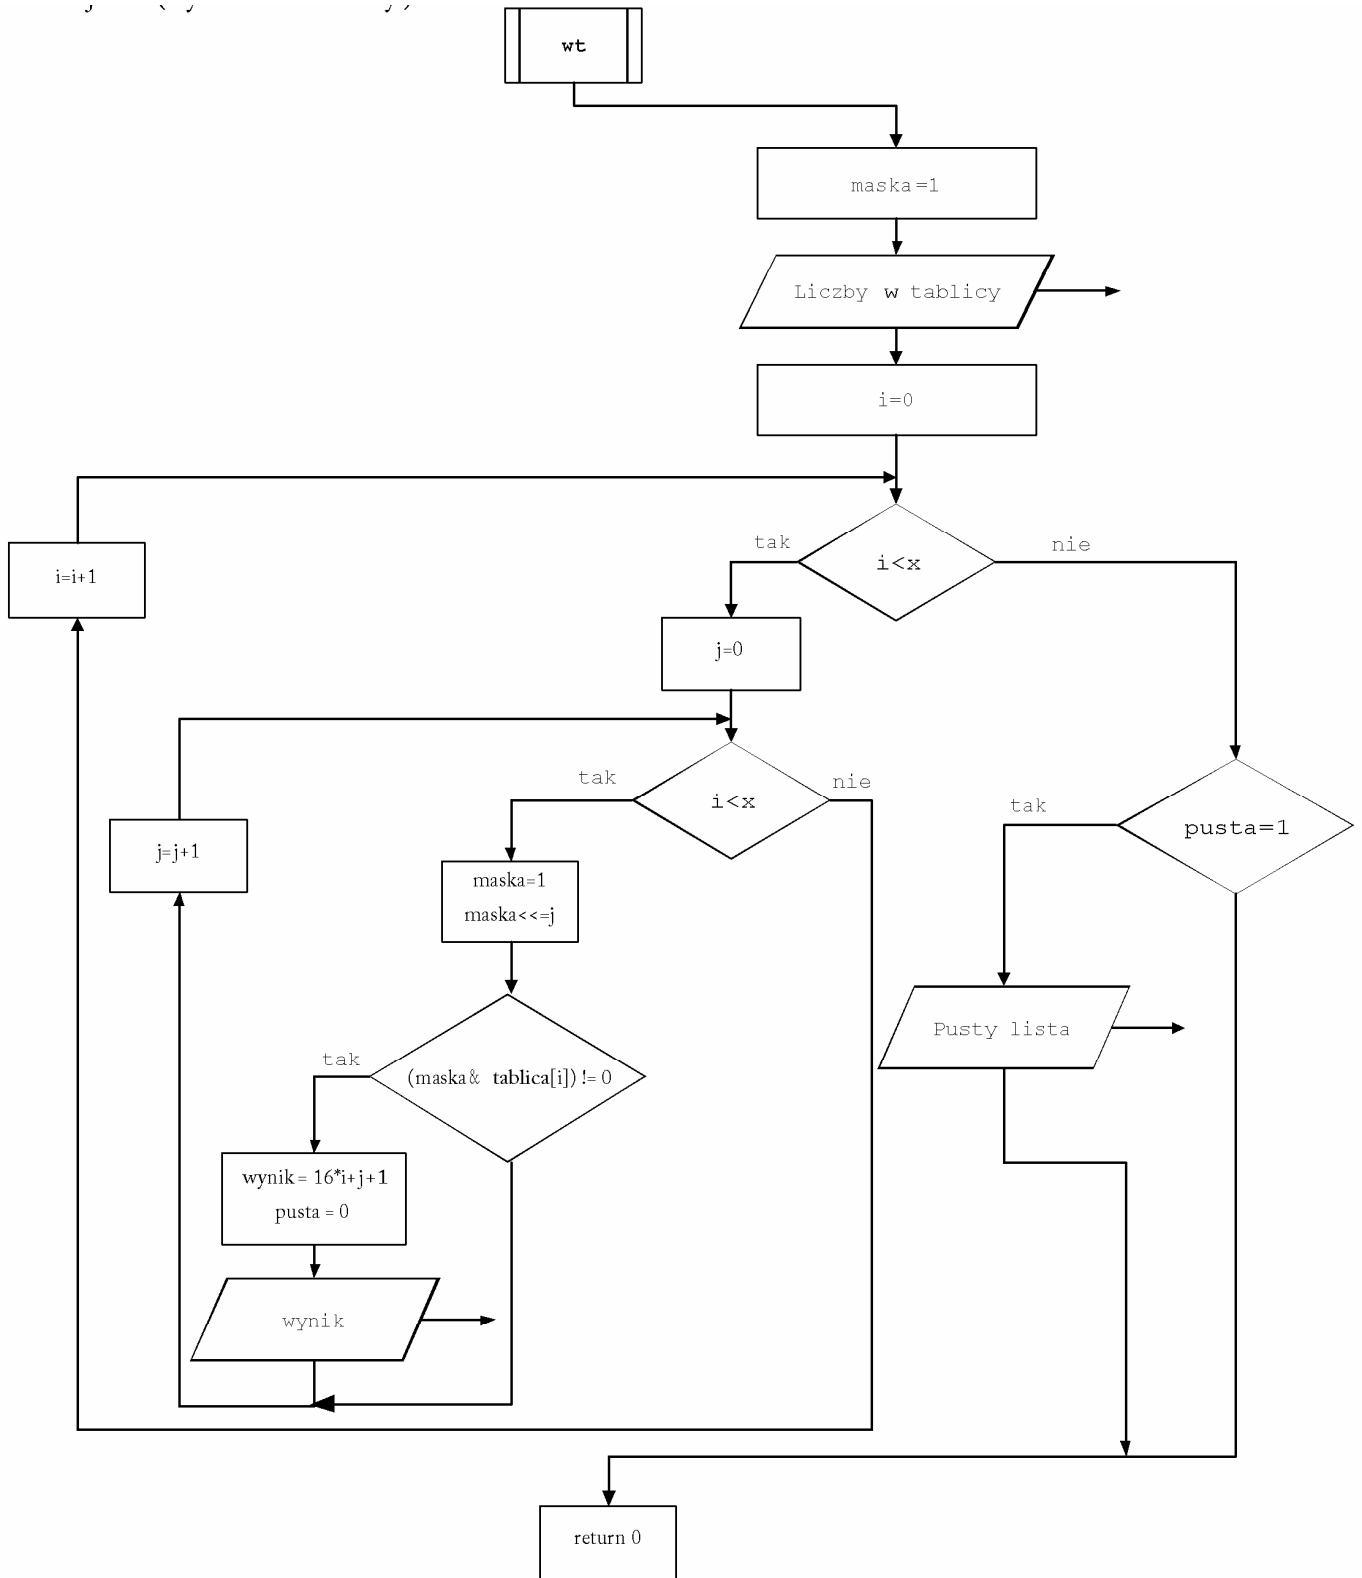 wt
maska=1
Liczby w tablicy
i=0
tak
nie
i<x
i=i+1
j=0
tak
nie
i<x
tak
pusta=1
j=j+1
maska=1
maska<<=j
Pusty lista
tak
(maska& tablica[i]) != 0
wynik= 16*i+j+1
pusta = 0
wynik
return 0